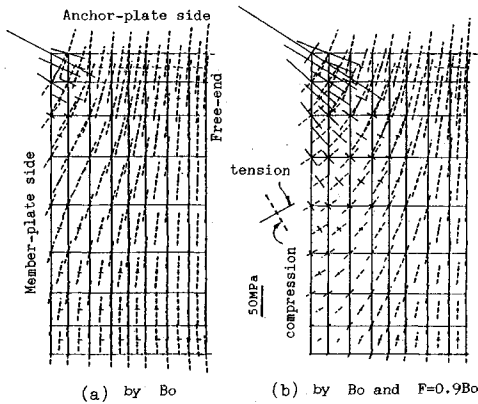 Anchor-plate side
Member-plate side
Free-end
tension
compression
50MPa
(a) by Bo
(b) by Bo and F=0.9Bo